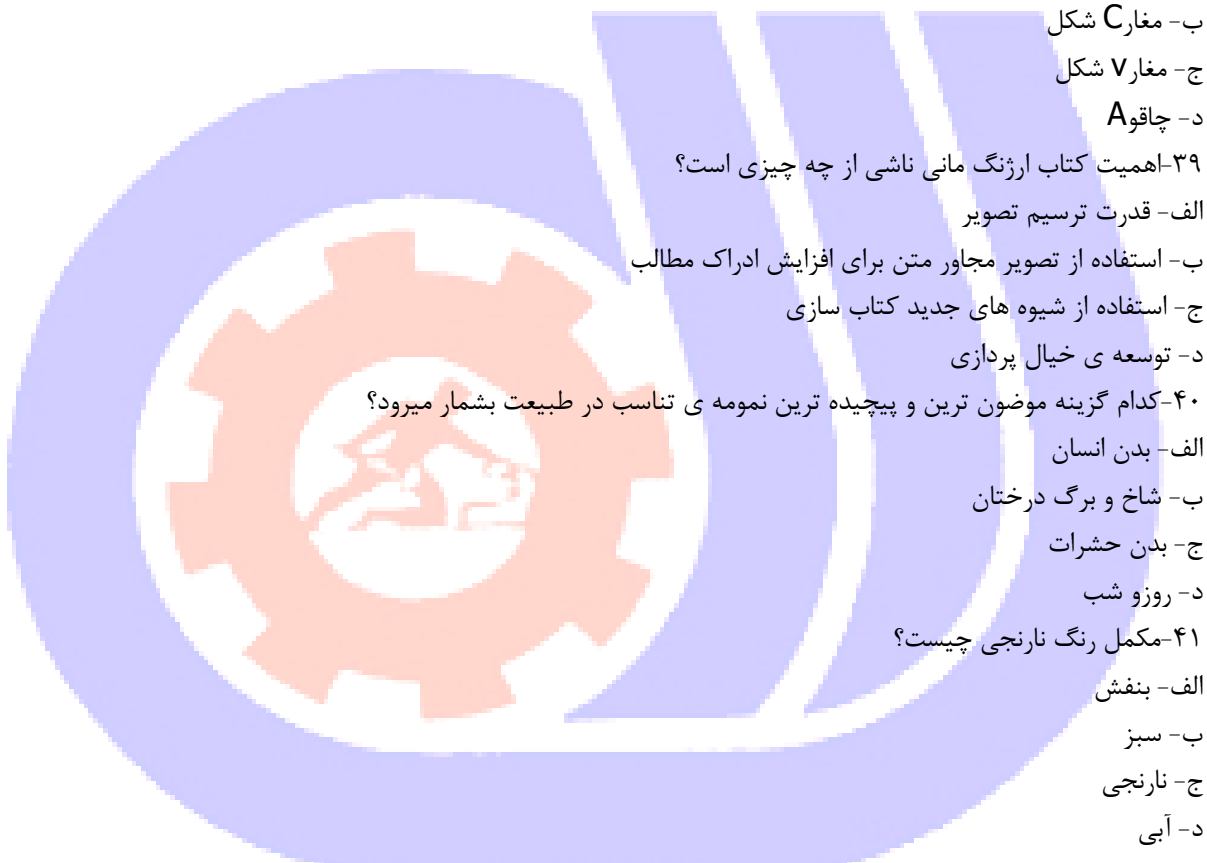 ب- مغارC شکل
ج- مغارv شکل
د- چاقوA
۳۹-اهمیت کتاب ارژنگ مانی ناشی از چه چیزی است؟
الف- قدرت ترسیم تصویر
ب- استفاده از تصویر مجاور متن برای افزایش ادراک مطالب
ج- استفاده از شیوه های جدید کتاب سازی
د- توسعه ی خیال پردازی
۴۰-کدام گزینه موضون ترین و پیچیده ترین نمومه ی تناسب در طبیعت بشمار میرود؟
الف- بدن انسان
ب- شاخ و برگ درختان
ج- بدن حشرات
د- روزو شب
۴۱-مکمل رنگ نارنجی چیست؟
الف- بنفش
ب- سبز
ج- نارنجی
د- آبی